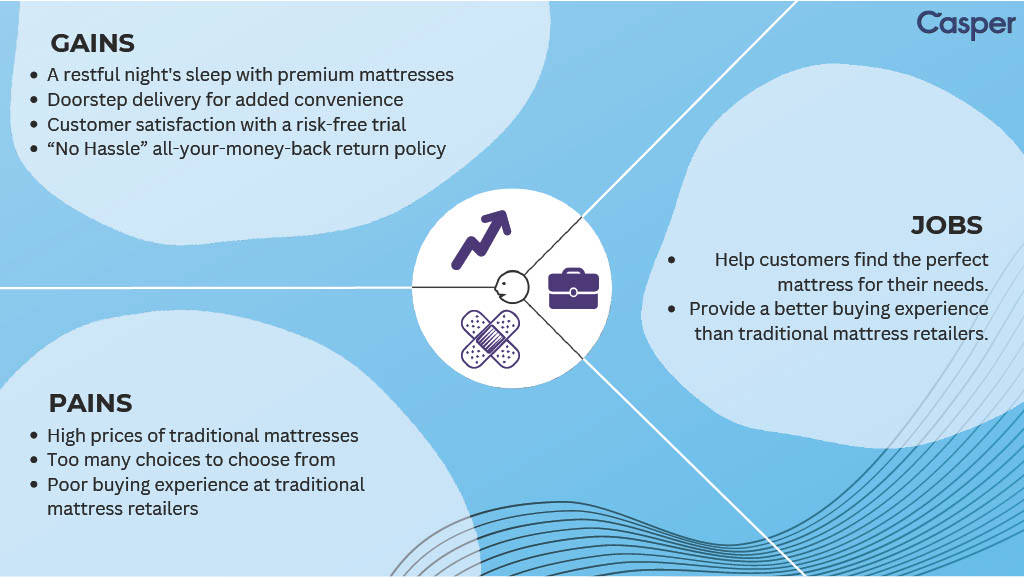 Casper
GAINS
• A restful night's sleep with premium mattresses
• Doorstep delivery for added convenience
• Customer satisfaction with a risk-free trial
• “No Hassle” all-your-money-back return policy
JOBS
• Help customers find the perfect
mattress for their needs.
• Provide a better buying experience
than traditional mattress retailers.
PAINS
• High prices of traditional mattresses
• Too many choices to choose from
• Poor buying experience at traditional
mattress retailers